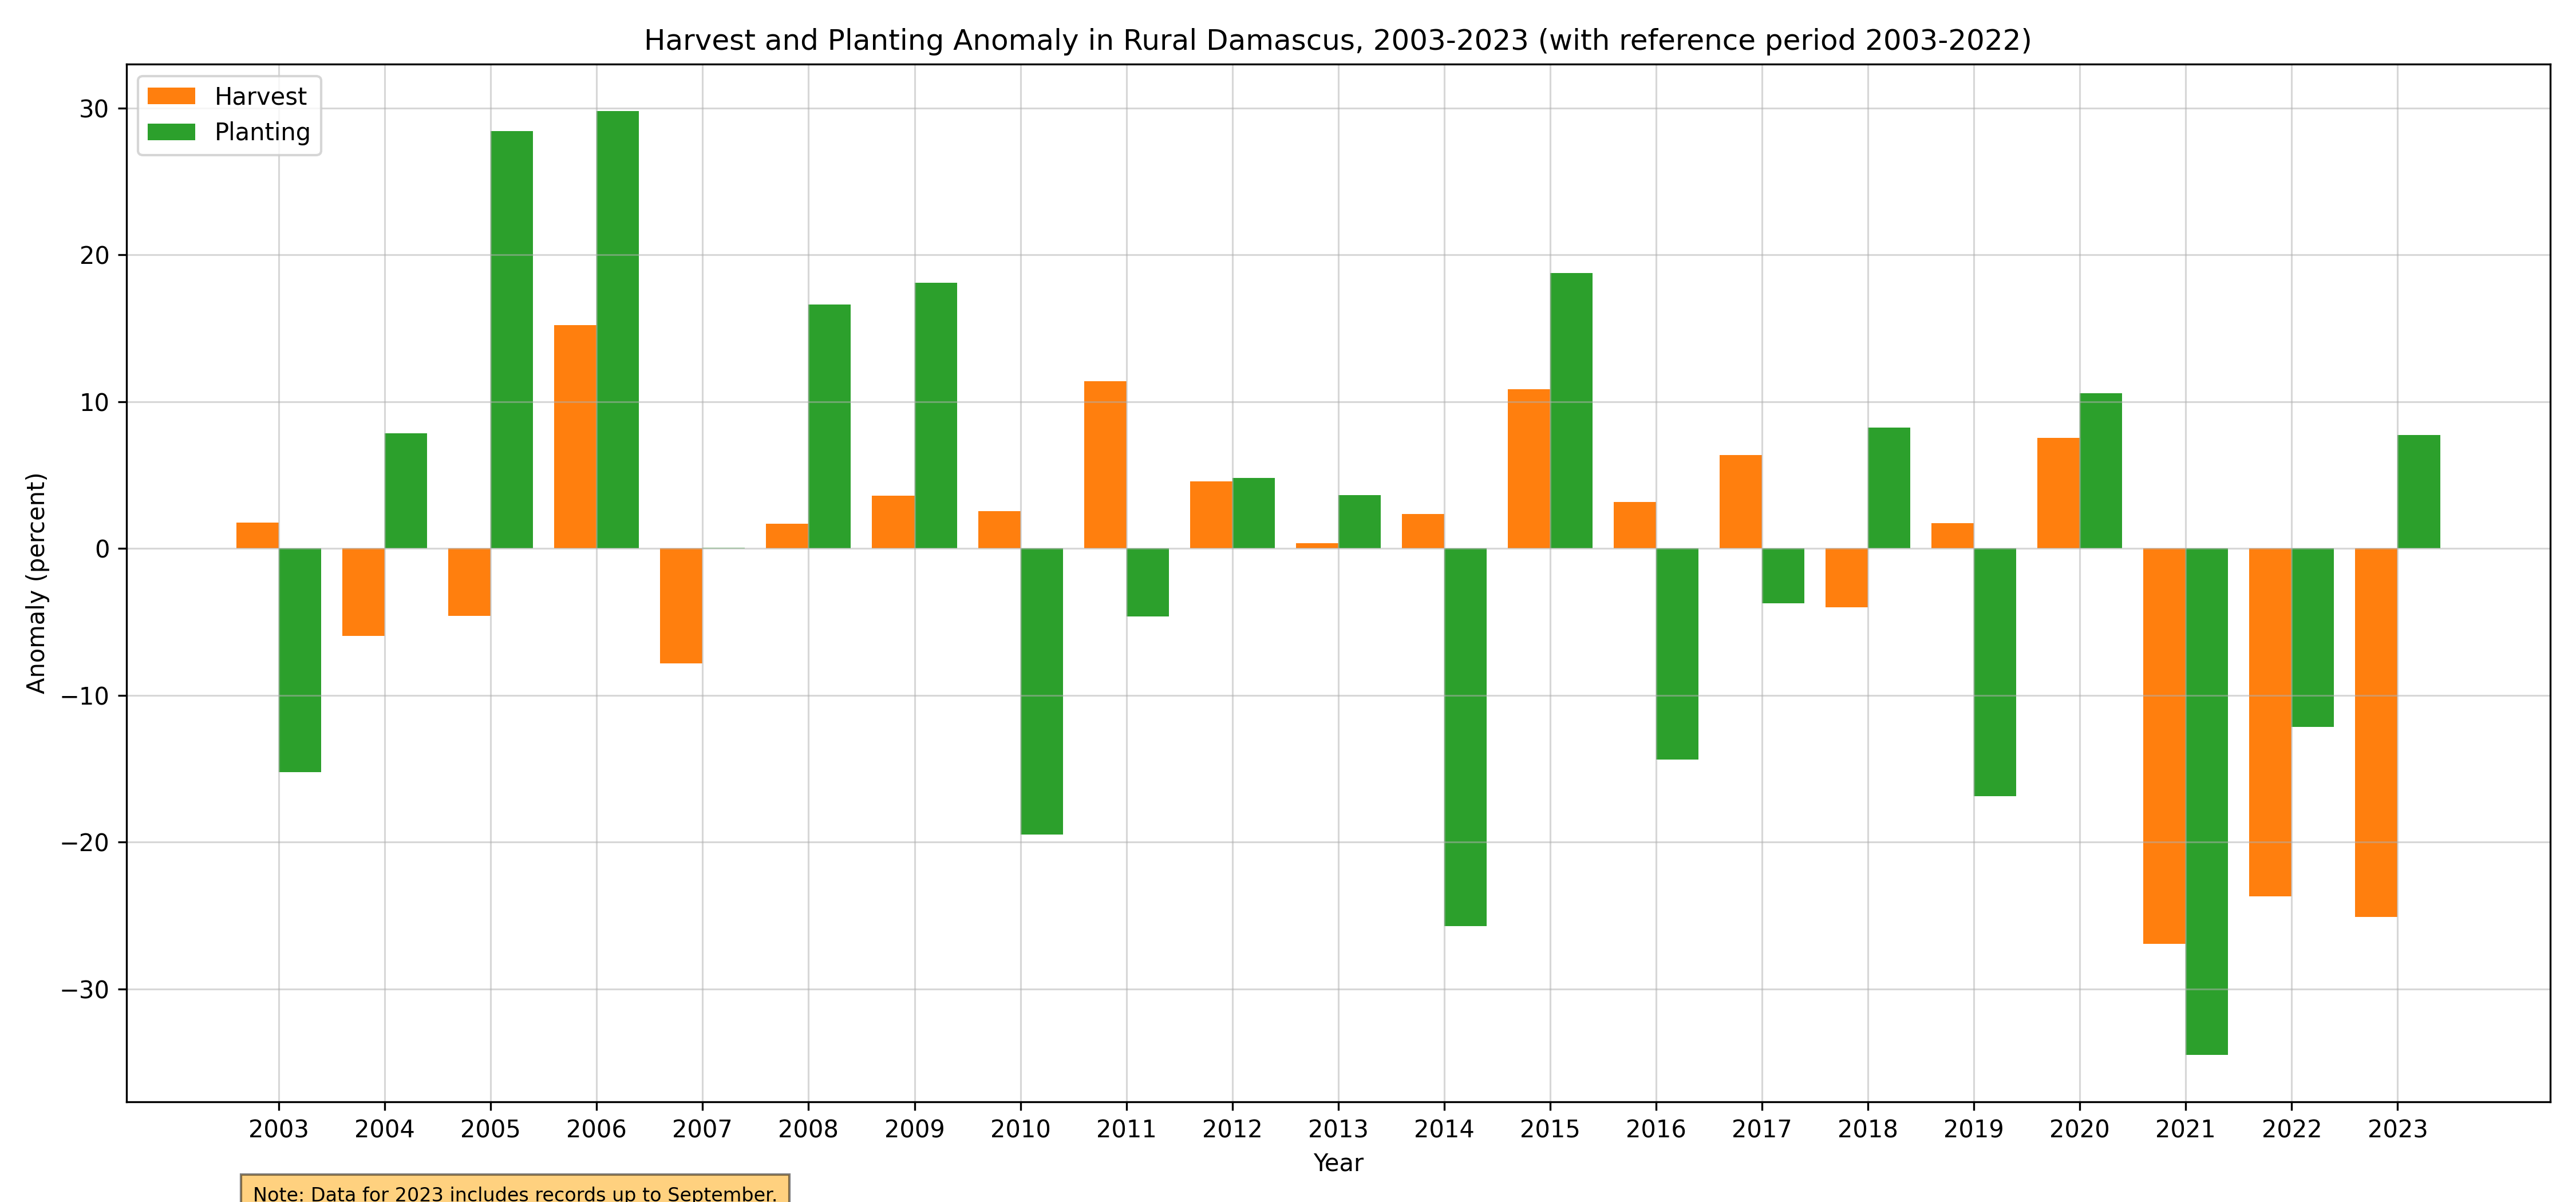 Harvest and Planting Anomaly in Rural Damascus, 2003-2023 (with reference period 2003-2022)
Harvest
Planting
30
20
10
0
−10
−20
−30
Anomaly (percent)
2003 2004 2005 2006 2007 2008 2009 2010 2011 2012 2013 2014 2015 2016 2017 2018 2019 2020 2021 2022 2023
Year
Note: Data for 2023 includes records up to September.